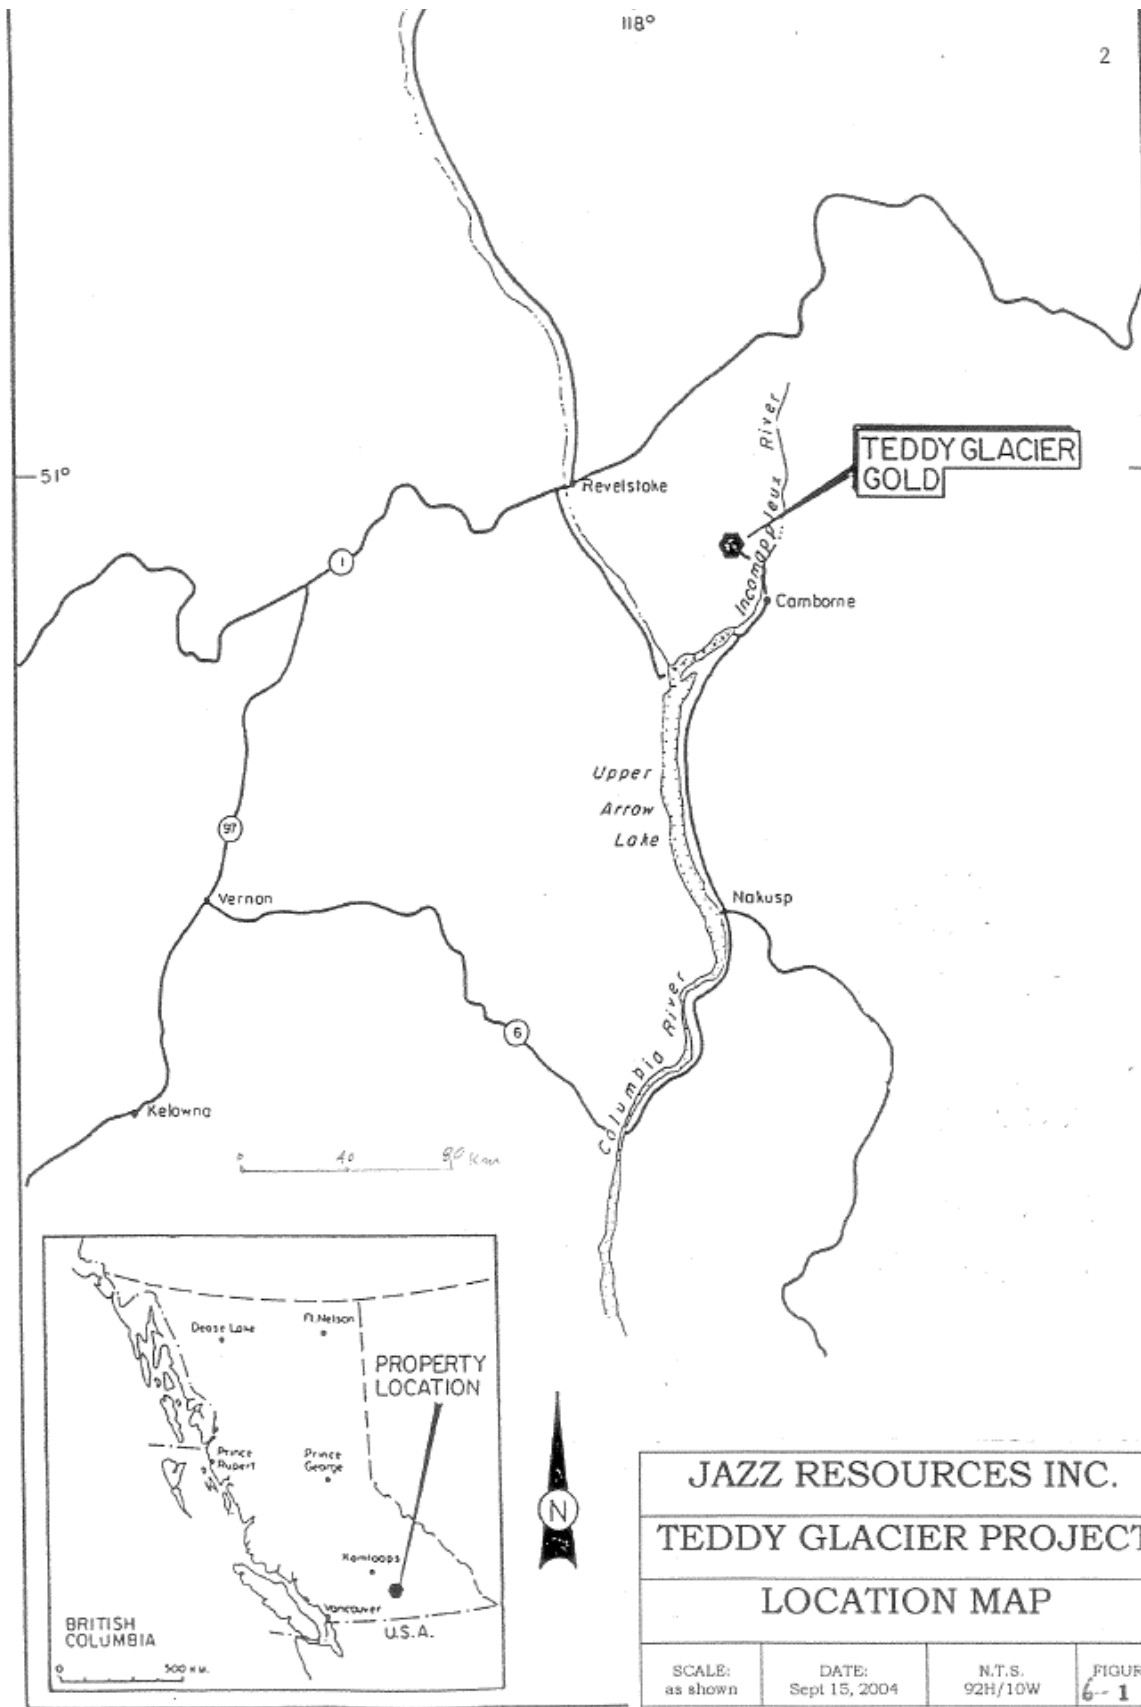 118°
2
51°
Revelstoke
TEDDY GLACIER
GOLD
Incomappleux River
Camborne
1
Upper
Arrow
Lake
97
Vernon
Nakusp
6
Columbia River
Kelowna
0 40 80 Km
Dease Lake
Ft. Nelson
PROPERTY
LOCATION
Prince
Rupert
Prince
George
Kamloops
Vancouver
U.S.A.
BRITISH
COLUMBIA
0 500 KM.
N
JAZZ RESOURCES INC.
TEDDY GLACIER PROJECT
LOCATION MAP
SCALE:
as shown
DATE:
Sept 15, 2004
N.T.S.
92H/10W
FIGUR
6-1